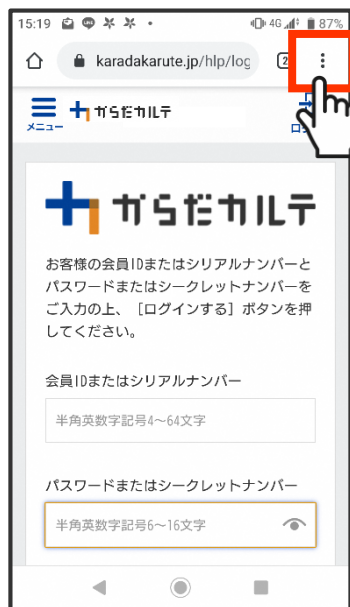 15:19 4G 87%
karadakarute.jp/hlp/log
メニュー からだカルテ
からだカルテ
お客様の会員IDまたはシリアルナンバーと
パスワードまたはシークレットナンバーを
ご入力の上、［ログインする］ボタンを押
してください。
会員IDまたはシリアルナンバー
半角英数字記号4〜64文字
パスワードまたはシークレットナンバー
半角英数字記号6〜16文字